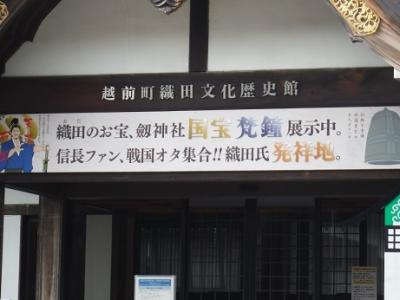 越前町織田文化歴史館
織田のお宝、劔神社国宝梵鐘展示中。
信長ファン、戦国オタ集合!!織田氏発祥地。